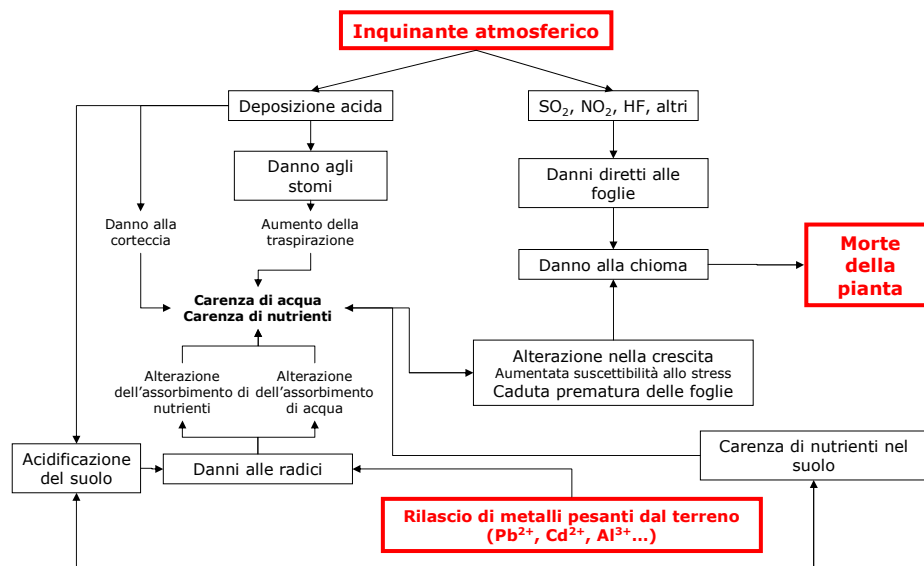 Inquinante atmosferico
Deposizione acida
SO₂, NO₂, HF, altri
Danno agli
stomi
Danni diretti alle
foglie
Danno alla
corteccia
Aumento della
traspirazione
Danno alla chioma
Morte
della
pianta
Carenza di acqua
Carenza di nutrienti
Alterazione nella crescita
Aumentata suscettibilità allo stress
Caduta prematura delle foglie
Alterazione
dell'assorbimento di
nutrienti
Alterazione
dell'assorbimento
di acqua
Acidificazione
del suolo
Danni alle radici
Carenza di nutrienti nel
suolo
Rilascio di metalli pesanti dal terreno
(Pb²⁺, Cd²⁺, Al³⁺...)